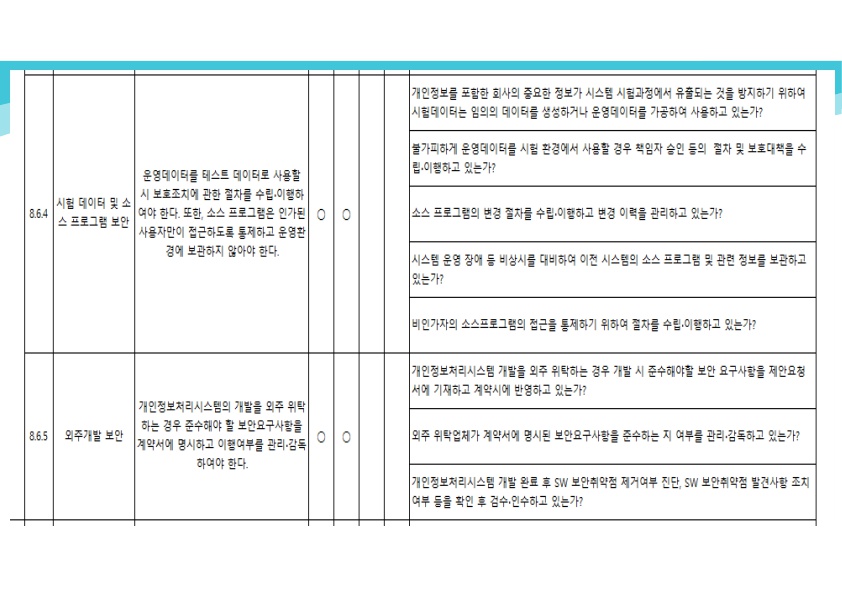 8.6.4
시험 데이터 및 소
스 프로그램 보안
운영데이터를 테스트 데이터로 사용할
시 보호조치에 관한 절차를 수립·이행하
여야 한다. 또한, 소스 프로그램은 인가된
사용자만이 접근하도록 통제하고 운영환
경에 보관하지 않아야 한다.
○
○
개인정보를 포함한 회사의 중요한 정보가 시스템 시험과정에서 유출되는 것을 방지하기 위하여
시험데이터는 임의의 데이터를 생성하거나 운영데이터를 가공하여 사용하고 있는가?
불가피하게 운영데이터를 시험 환경에서 사용할 경우 책임자 승인 등의 절차 및 보호대책을 수
립·이행하고 있는가?
소스 프로그램의 변경 절차를 수립·이행하고 변경 이력을 관리하고 있는가?
시스템 운영 장애 등 비상시를 대비하여 이전 시스템의 소스 프로그램 및 관련 정보를 보관하고
있는가?
비인가자의 소스프로그램의 접근을 통제하기 위하여 절차를 수립·이행하고 있는가?
8.6.5
외주개발 보안
개인정보처리시스템의 개발을 외주 위탁
하는 경우 준수해야 할 보안요구사항을
계약서에 명시하고 이행여부를 관리·감독
하여야 한다.
○
○
개인정보처리시스템 개발을 외주 위탁하는 경우 개발 시 준수해야할 보안 요구사항을 제안요청
서에 기재하고 계약시에 반영하고 있는가?
외주 위탁업체가 계약서에 명시된 보안요구사항을 준수하는 지 여부를 관리·감독하고 있는가?
개인정보처리시스템 개발 완료 후 SW 보안취약점 제거여부 진단, SW 보안취약점 발견사항 조치
여부 등을 확인 후 검수·인수하고 있는가?